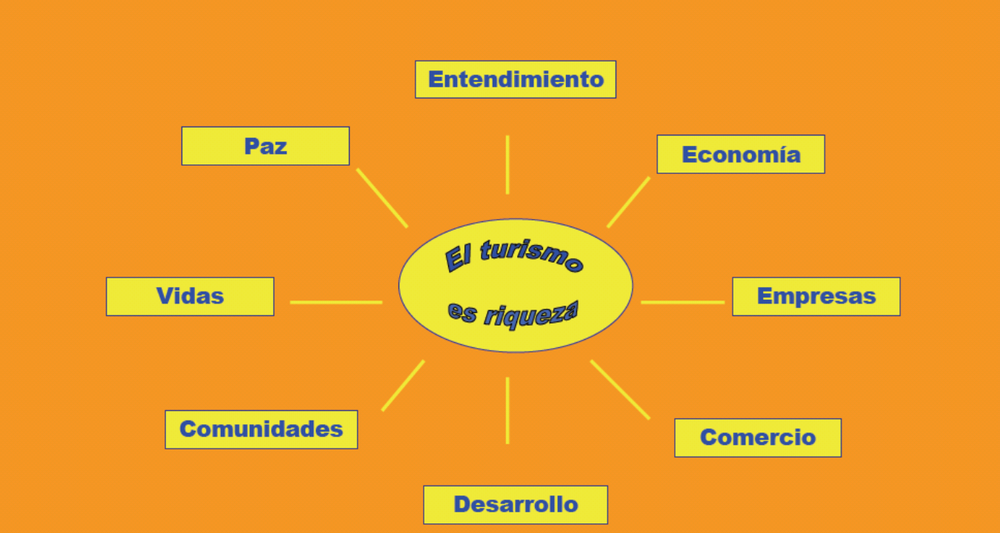 Entendimiento
Paz
Economía
El turismo
es riqueza
Vidas
Empresas
Comunidades
Comercio
Desarrollo